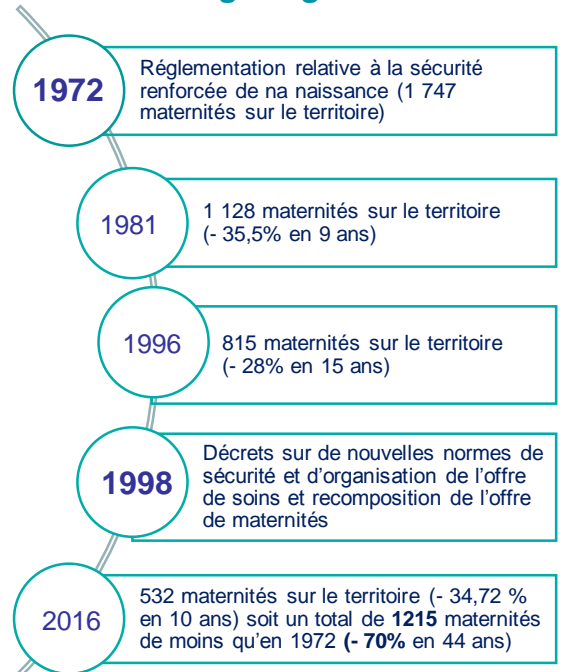 1972
Réglementation relative à la sécurité
renforcée de na naissance (1 747
maternités sur le territoire)
1981
1 128 maternités sur le territoire
(- 35,5% en 9 ans)
1996
815 maternités sur le territoire
(- 28% en 15 ans)
1998
Décrets sur de nouvelles normes de
sécurité et d'organisation de l'offre
de soins et recomposition de l'offre
de maternités
2016
532 maternités sur le territoire (- 34,72 %
en 10 ans) soit un total de 1215 maternités
de moins qu'en 1972 (- 70% en 44 ans)